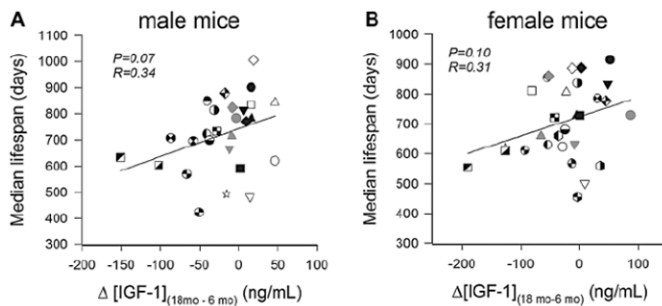 A male mice
P=0.07
R=0.34
Median lifespan (days)
1100
1000
900
800
700
600
500
400
300
-200 -150 -100 -50 0 50 100
Δ [IGF-1](18mo - 6 mo) (ng/mL)
B female mice
P=0.10
R=0.31
Median lifespan (days)
1000
900
800
700
600
500
400
300
-200 -100 0 100
Δ [IGF-1](18 mo-6 mo) (ng/mL)